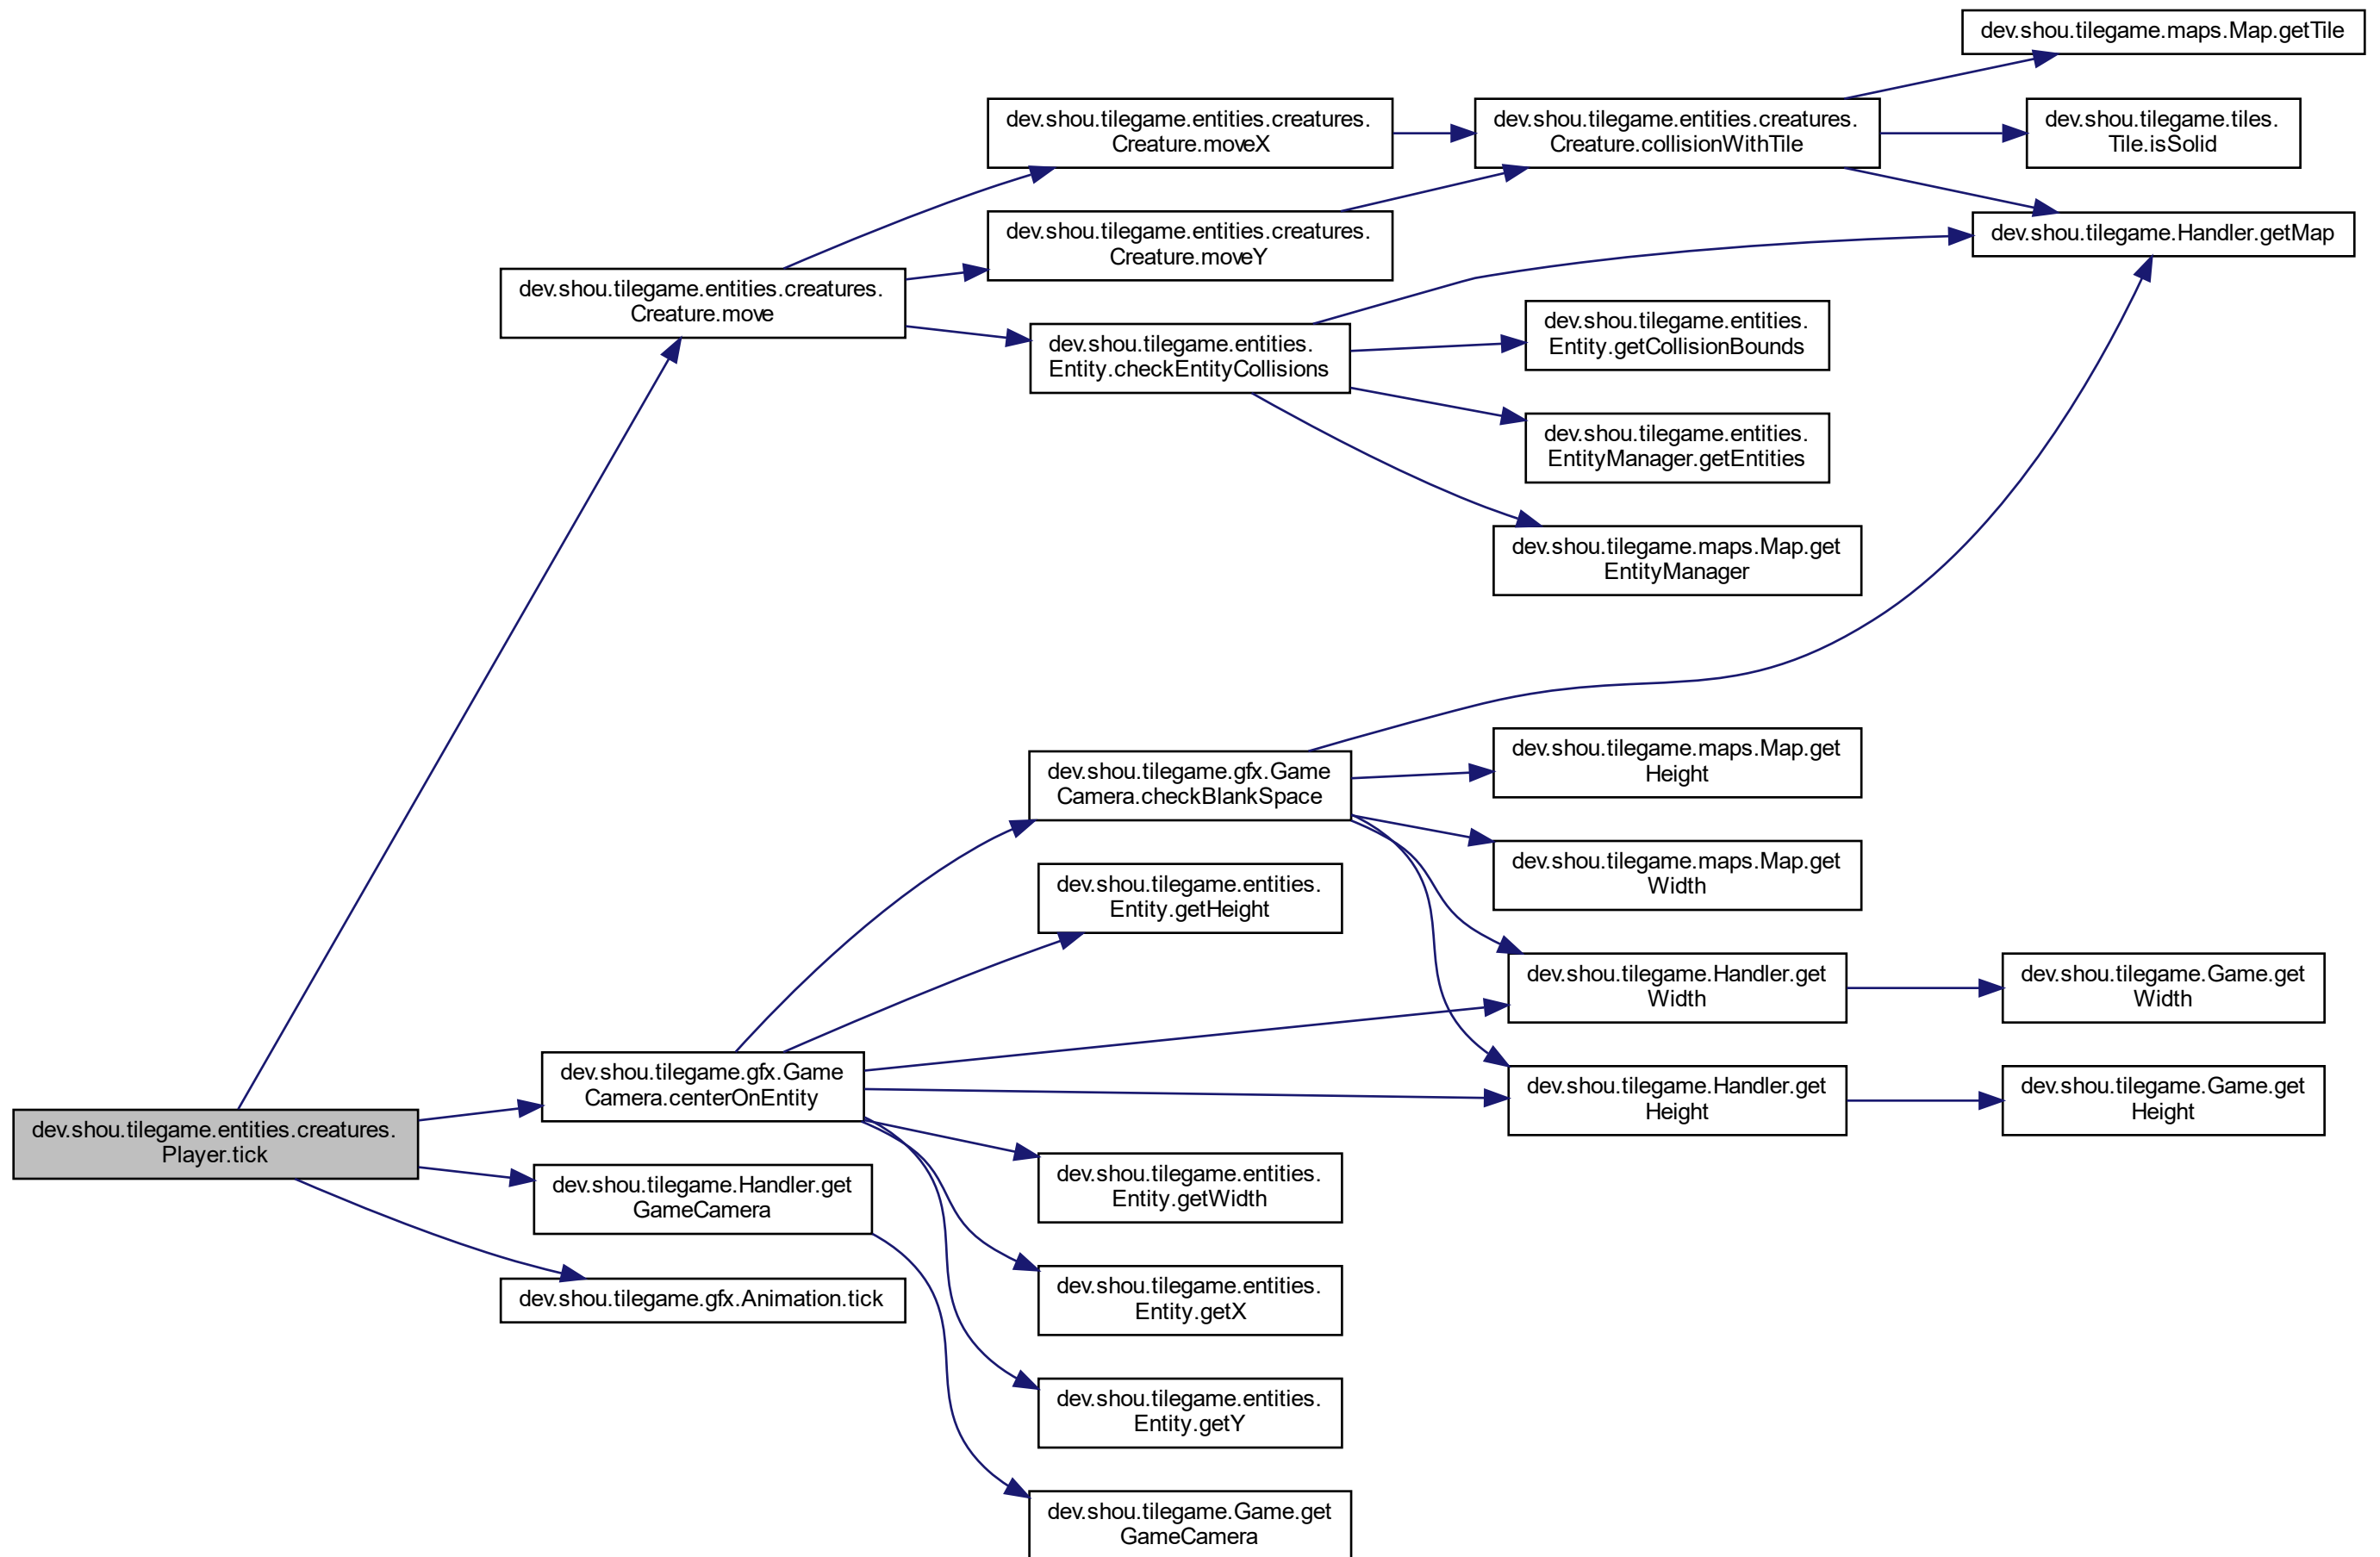 dev.shou.tilegame.maps.Map.getTile
dev.shou.tilegame.entities.creatures.
Creature.moveX
dev.shou.tilegame.entities.creatures.
Creature.collisionWithTile
dev.shou.tilegame.tiles.
Tile.isSolid
dev.shou.tilegame.entities.creatures.
Creature.moveY
dev.shou.tilegame.Handler.getMap
dev.shou.tilegame.entities.creatures.
Creature.move
dev.shou.tilegame.entities.
Entity.checkEntityCollisions
dev.shou.tilegame.entities.
Entity.getCollisionBounds
dev.shou.tilegame.entities.
EntityManager.getEntities
dev.shou.tilegame.maps.Map.get
EntityManager
dev.shou.tilegame.gfx.Game
Camera.checkBlankSpace
dev.shou.tilegame.maps.Map.get
Height
dev.shou.tilegame.maps.Map.get
Width
dev.shou.tilegame.entities.
Entity.getHeight
dev.shou.tilegame.Handler.get
Width
dev.shou.tilegame.Game.get
Width
dev.shou.tilegame.gfx.Game
Camera.centerOnEntity
dev.shou.tilegame.Handler.get
Height
dev.shou.tilegame.Game.get
Height
dev.shou.tilegame.entities.creatures.
Player.tick
dev.shou.tilegame.entities.
Entity.getWidth
dev.shou.tilegame.Handler.get
GameCamera
dev.shou.tilegame.gfx.Animation.tick
dev.shou.tilegame.entities.
Entity.getX
dev.shou.tilegame.entities.
Entity.getY
dev.shou.tilegame.Game.get
GameCamera